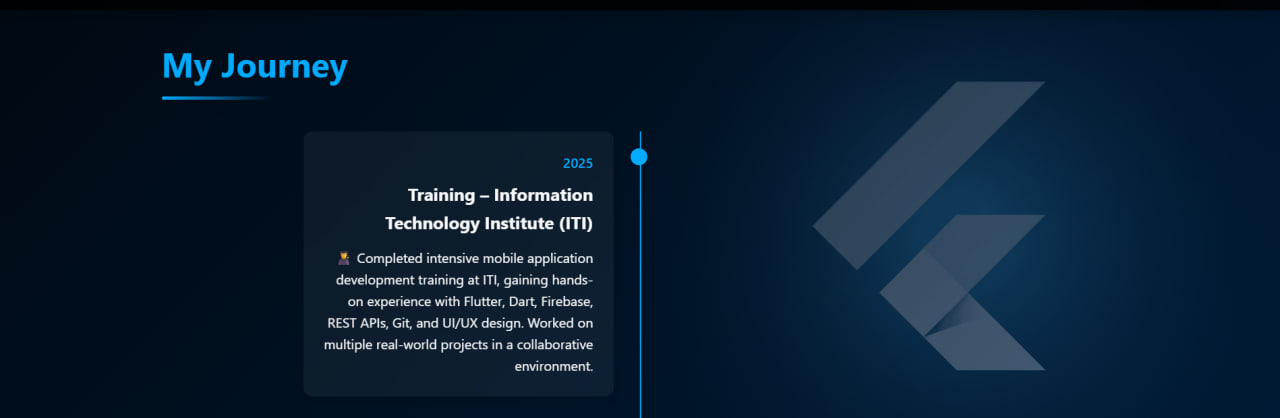 My Journey
2025
Training – Information
Technology Institute (ITI)
👩‍🎓 Completed intensive mobile application
development training at ITI, gaining hands-
on experience with Flutter, Dart, Firebase,
REST APIs, Git, and UI/UX design. Worked on
multiple real-world projects in a collaborative
environment.